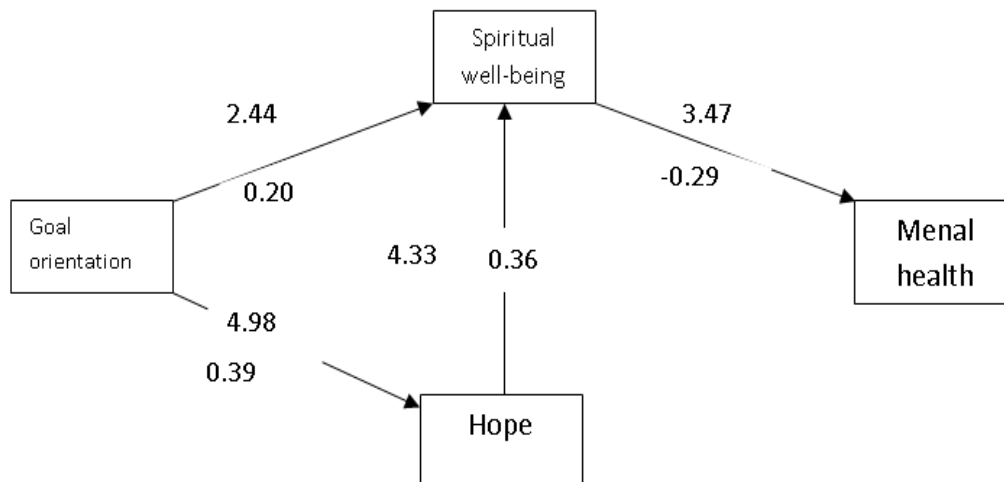 Spiritual
well-being
2.44
3.47
0.20
-0.29
Goal
orientation
Menal
health
4.33
0.36
4.98
0.39
Hope